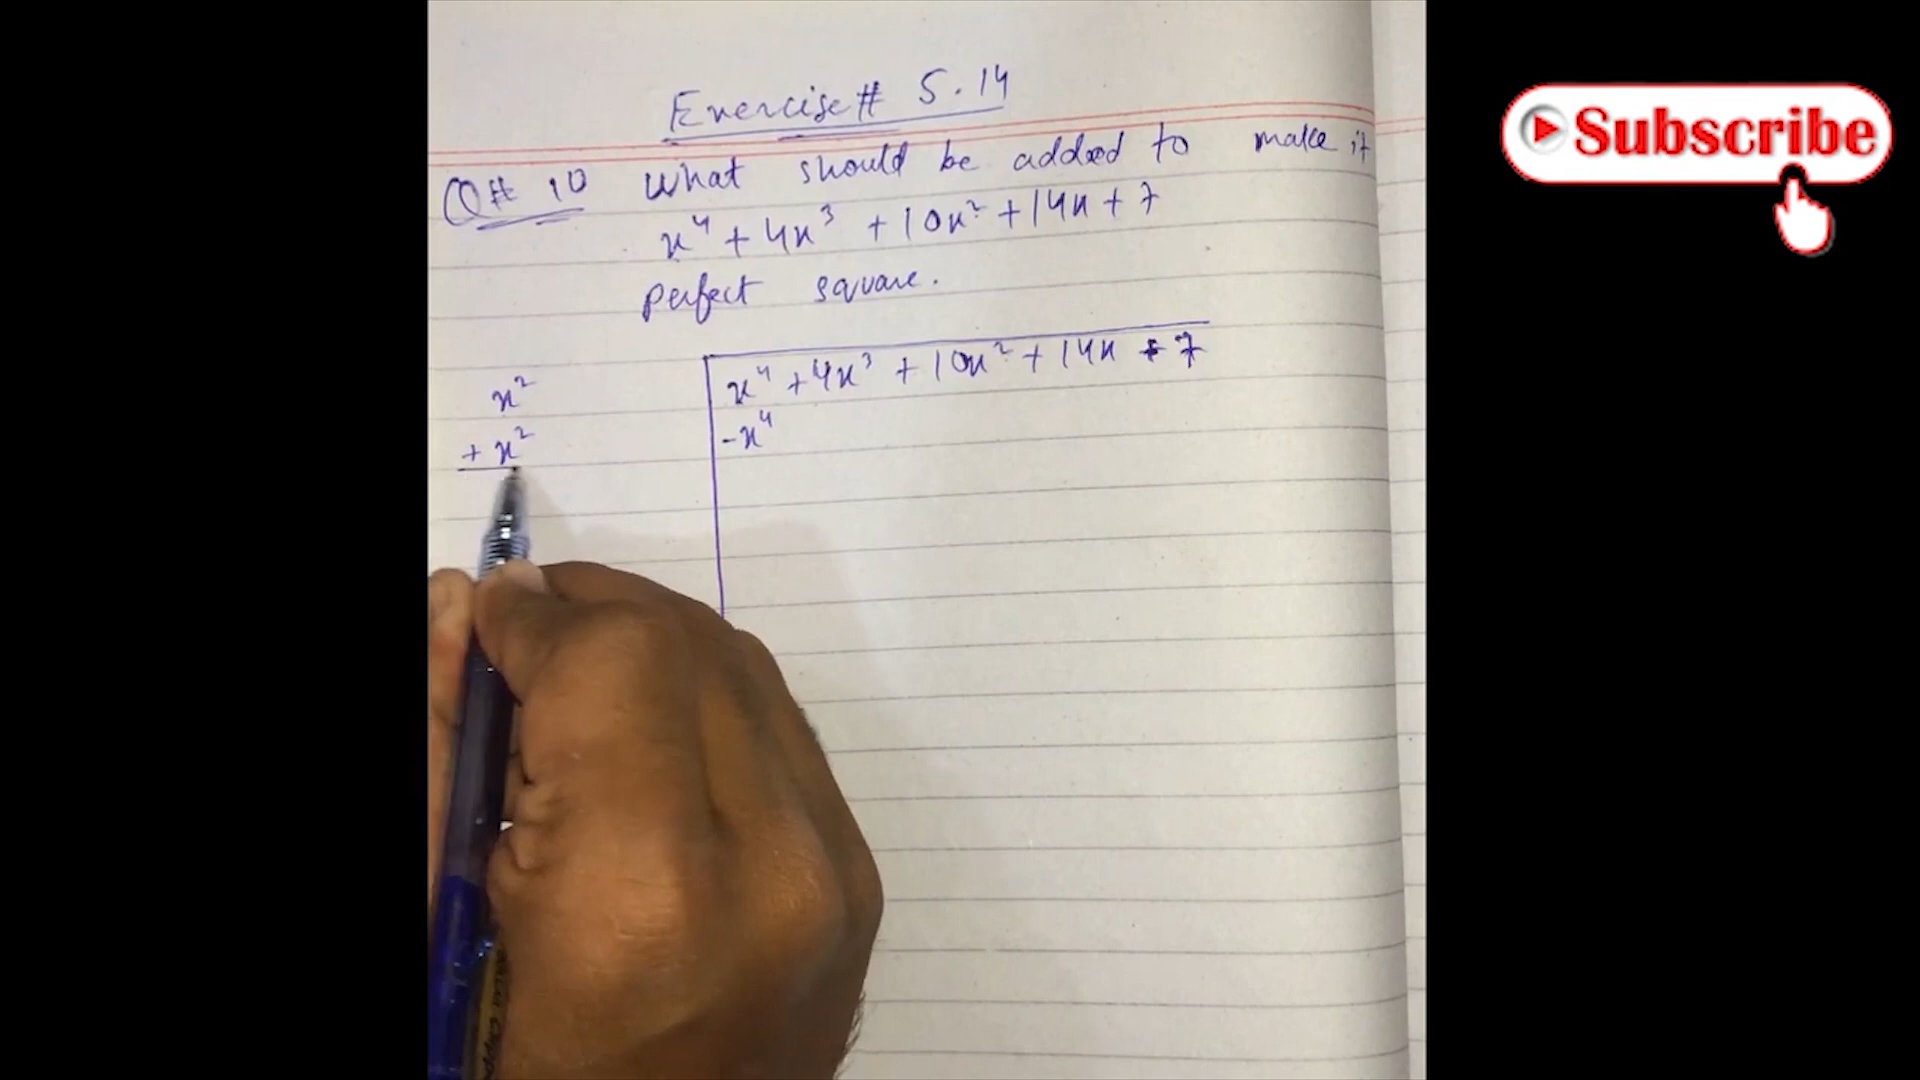 Exercise# 5.14
Q# 10 What should be added to make it
x⁴ + 4x³ + 10x² + 14x + 7
perfect square.
x⁴ + 4x³ + 10x² + 14x + 7
x²
-x⁴
+ x²
Subscribe